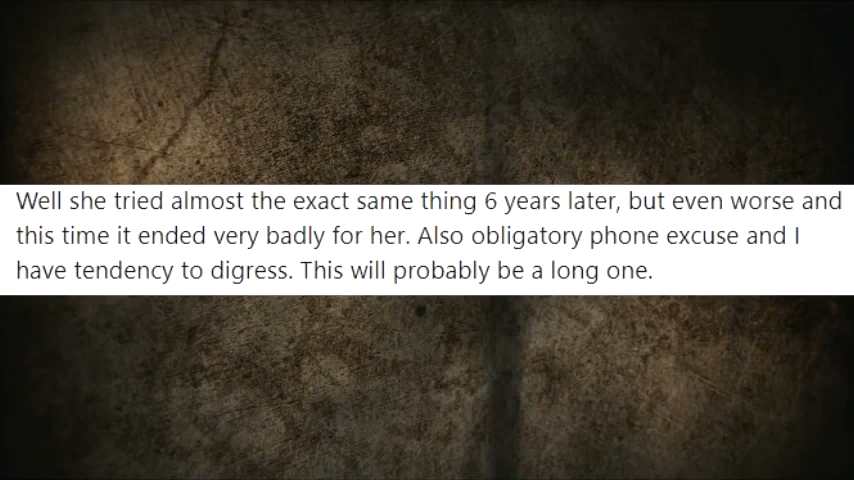 Well she tried almost the exact same thing 6 years later, but even worse and
this time it ended very badly for her. Also obligatory phone excuse and I
have tendency to digress. This will probably be a long one.